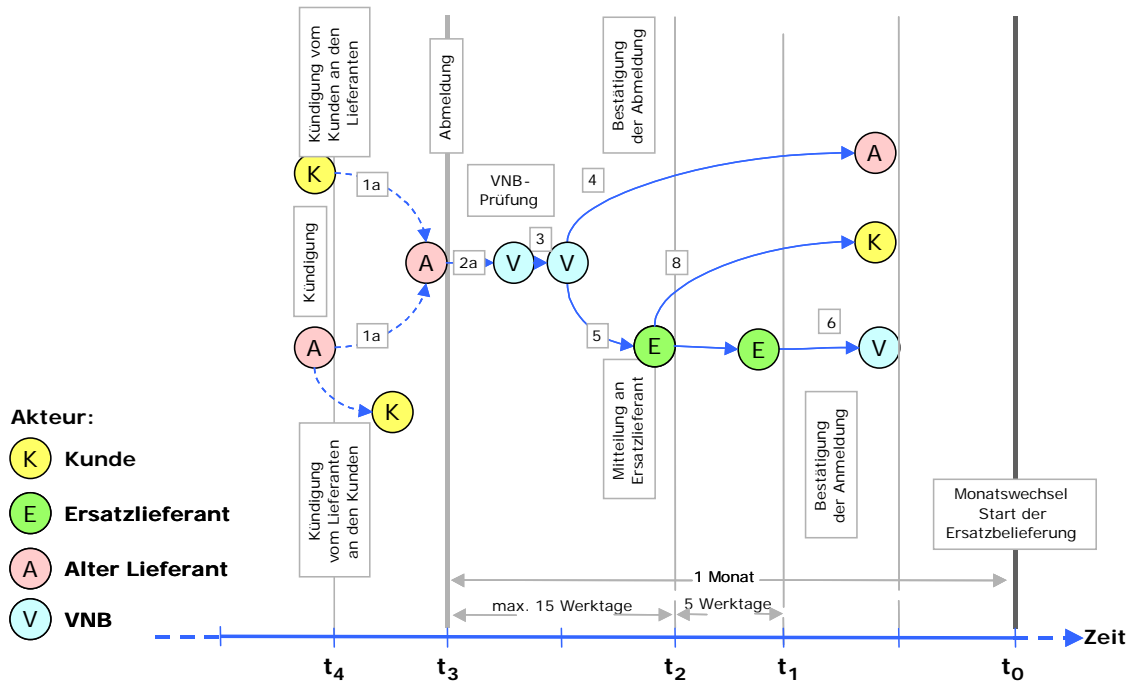 Kündigung vom
Kunden an den
Lieferanten
Abmeldung
Bestätigung
der Abmeldung
K
1a
VNB-
Prüfung
4
A
Kündigung
A
2a
V
3
V
8
K
A
1a
K
5
E
E
6
V
Mitteilung an
Ersatzlieferant
Bestätigung
der Anmeldung
Kündigung
vom Lieferanten
an den Kunden
Akteur:
K Kunde
E Ersatzlieferant
A Alter Lieferant
V VNB
Monatswechsel
Start der
Ersatzbelieferung
1 Monat
max. 15 Werktage
5 Werktage
Zeit
t4
t3
t2
t1
t0